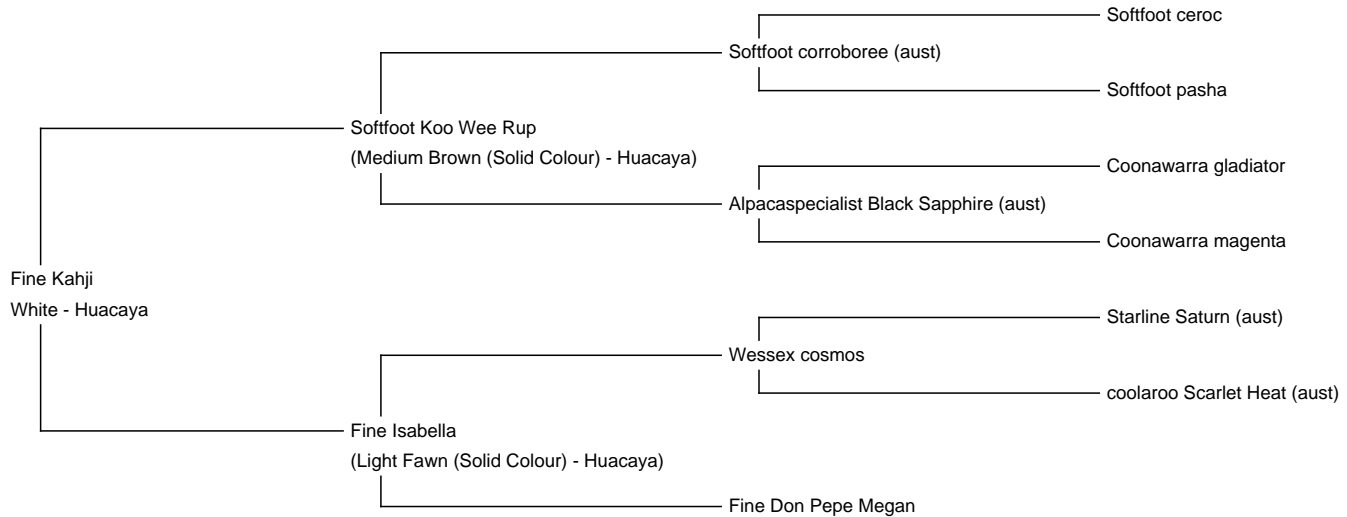 Softfoot ceroc
Softfoot corroboree (aust)
Softfoot pasha
Softfoot Koo Wee Rup
(Medium Brown (Solid Colour) - Huacaya)
Coonawarra gladiator
Alpacaspecialist Black Sapphire (aust)
Coonawarra magenta
Fine Kahji
White - Huacaya
Starline Saturn (aust)
Wessex cosmos
coolaroo Scarlet Heat (aust)
Fine Isabella
(Light Fawn (Solid Colour) - Huacaya)
Fine Don Pepe Megan